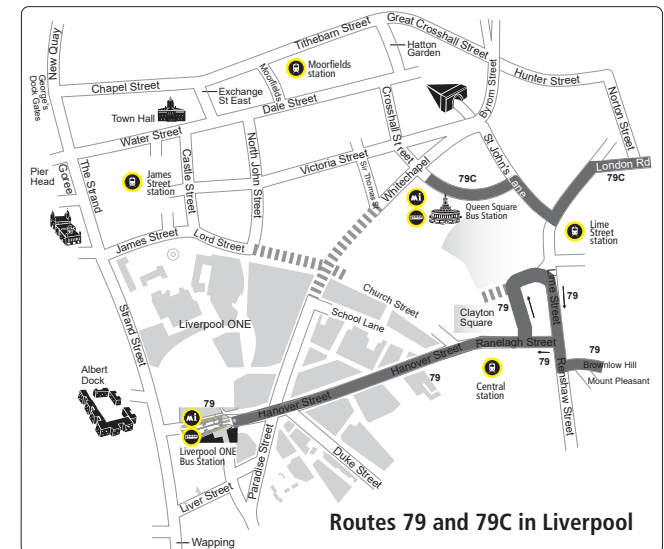 New Quay
George's
Dock Gates
Chapel Street
Tithebarn Street
Great Crosshall Street
Hatton
Garden
Moorfields
station
Moorfields
Exchange
St East
Dale Street
Town Hall
Water Street
Hunter Street
Byrom Street
Norton Street
Crosshall Street
St John's Lane
London Rd
79C
79C
Pier
Head
Goree
The Strand
James
Street
station
Castle Street
North John Street
Victoria Street
Sir Thomas St
Whitechapel
Queen Square
Bus Station
Lime
Street
station
James Street
Lord Street
Church Street
School Lane
Liverpool ONE
Clayton
Square
79
Lime Street
79
Ranelagh Street
79
79
Brownlow Hill
Mount Pleasant
Renshaw Street
Strand Street
Hanover Street
Hanover Street
79
Central
station
Albert
Dock
79
Liverpool ONE
Bus Station
Paradise Street
Duke Street
Liver Street
Wapping
Routes 79 and 79C in Liverpool